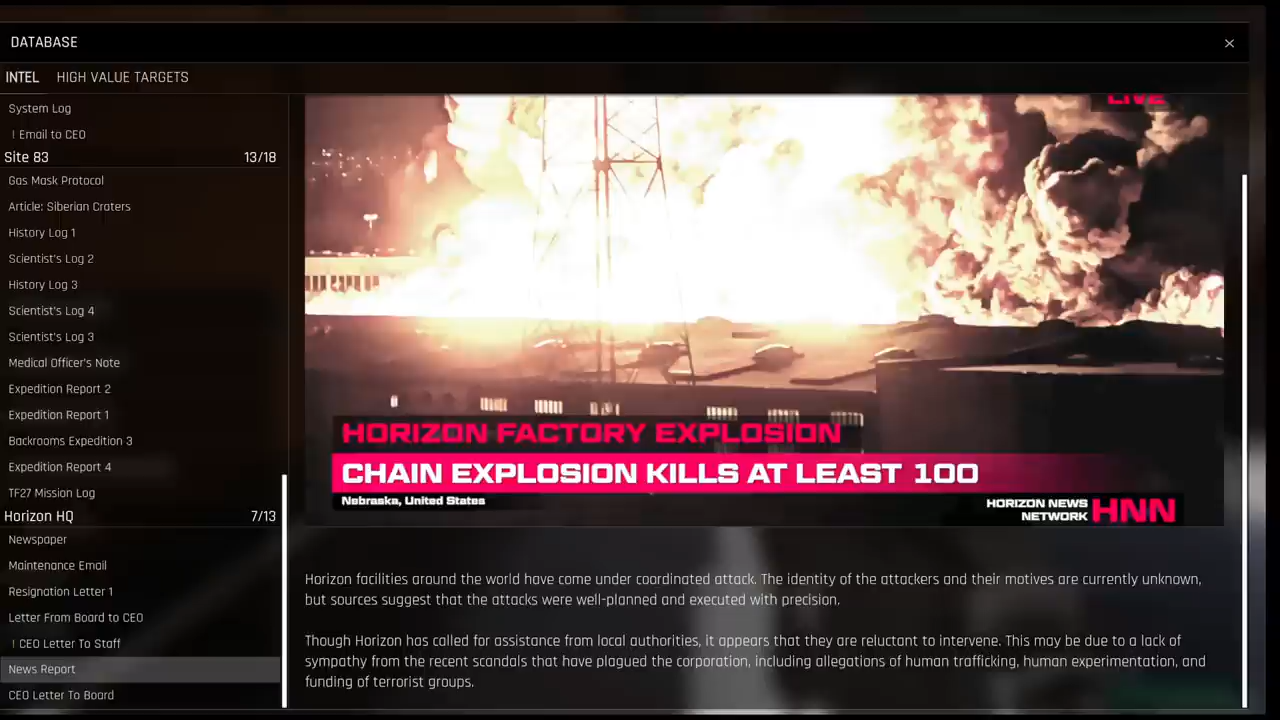 DATABASE
INTEL HIGH VALUE TARGETS
System Log
! Email to CEO
Site 83 13/18
Gas Mask Protocol
Article: Siberian Craters
History Log 1
Scientist's Log 2
History Log 3
Scientist's Log 4
Scientist's Log 3
Medical Officer's Note
Expedition Report 2
Expedition Report 1
Backrooms Expedition 3
Expedition Report 4
TF27 Mission Log
Horizon HQ 7/13
Newspaper
Maintenance Email
Resignation Letter 1
Letter From Board to CEO
! CEO Letter To Staff
News Report
CEO Letter To Board
LIVE
HORIZON FACTORY EXPLOSION
CHAIN EXPLOSION KILLS AT LEAST 100
Nebraska, United States
HORIZON NEWS
NETWORK HNN
Horizon facilities around the world have come under coordinated attack. The identity of the attackers and their motives are currently unknown,
but sources suggest that the attacks were well-planned and executed with precision.
Though Horizon has called for assistance from local authorities, it appears that they are reluctant to intervene. This may be due to a lack of
sympathy from the recent scandals that have plagued the corporation, including allegations of human trafficking, human experimentation, and
funding of terrorist groups.